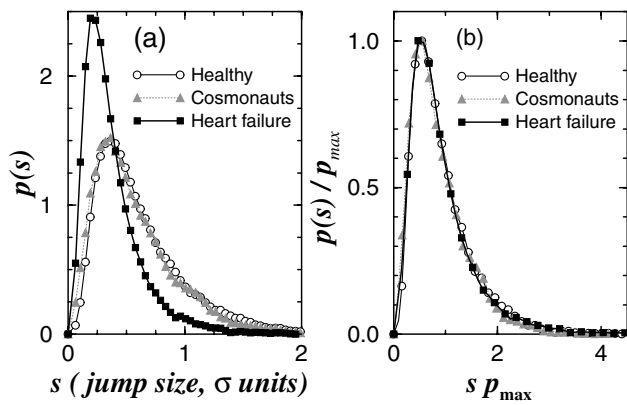 (a)
Healthy
Cosmonauts
Heart failure
p(s)
2
1
0
0 1 2
s ( jump size, σ units)
(b)
Healthy
Cosmonauts
Heart failure
p(s) / pmax
1.0
0.5
0.0
0 2 4
s pmax